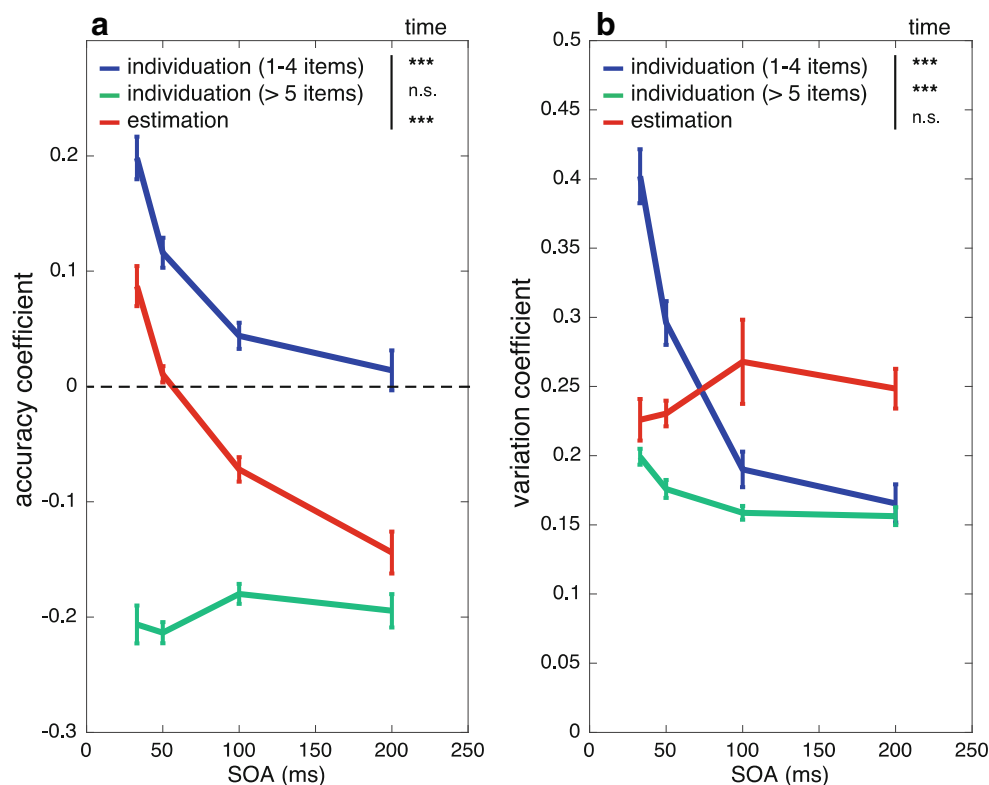 a
time
individuation (1-4 items) ***
individuation (> 5 items) n.s.
estimation ***
accuracy coefficient
0.2
0.1
0
-0.1
-0.2
-0.3
0 50 100 150 200 250
SOA (ms)
b
time
individuation (1-4 items) ***
individuation (> 5 items) ***
estimation n.s.
variation coefficient
0.5
0.45
0.4
0.35
0.3
0.25
0.2
0.15
0.1
0.05
0
0 50 100 150 200 250
SOA (ms)